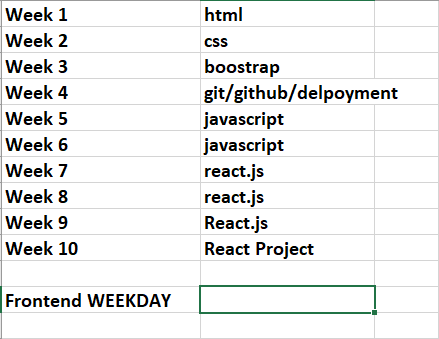 Week 1 html
Week 2 css
Week 3 boostrap
Week 4 git/github/delpoyment
Week 5 javascript
Week 6 javascript
Week 7 react.js
Week 8 react.js
Week 9 React.js
Week 10 React Project
Frontend WEEKDAY